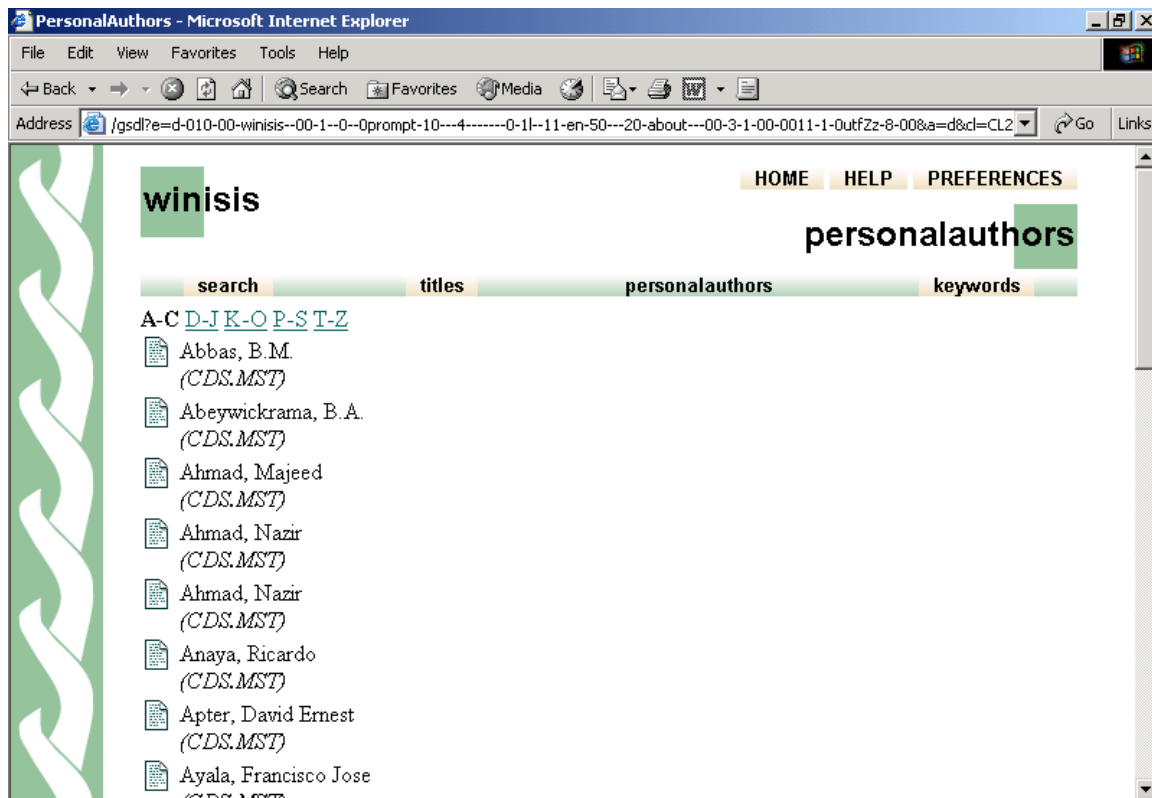 PersonalAuthors - Microsoft Internet Explorer
File Edit View Favorites Tools Help
Back Search Favorites Media
Address /gsdl?e=d-010-00-winisis--00-1--0--0prompt-10---4-------0-1l--11-en-50---20-about---00-3-1-00-0011-1-0utfZz-8-00&a=d&cl=CL2 Go Links
HOME HELP PREFERENCES
winisis
personalauthors
search titles personalauthors keywords
A-C D-J K-O P-S T-Z
Abbas, B.M.
(CDS.MST)
Abeywickrama, B.A.
(CDS.MST)
Ahmad, Majeed
(CDS.MST)
Ahmad, Nazir
(CDS.MST)
Ahmad, Nazir
(CDS.MST)
Anaya, Ricardo
(CDS.MST)
Apter, David Ernest
(CDS.MST)
Ayala, Francisco Jose